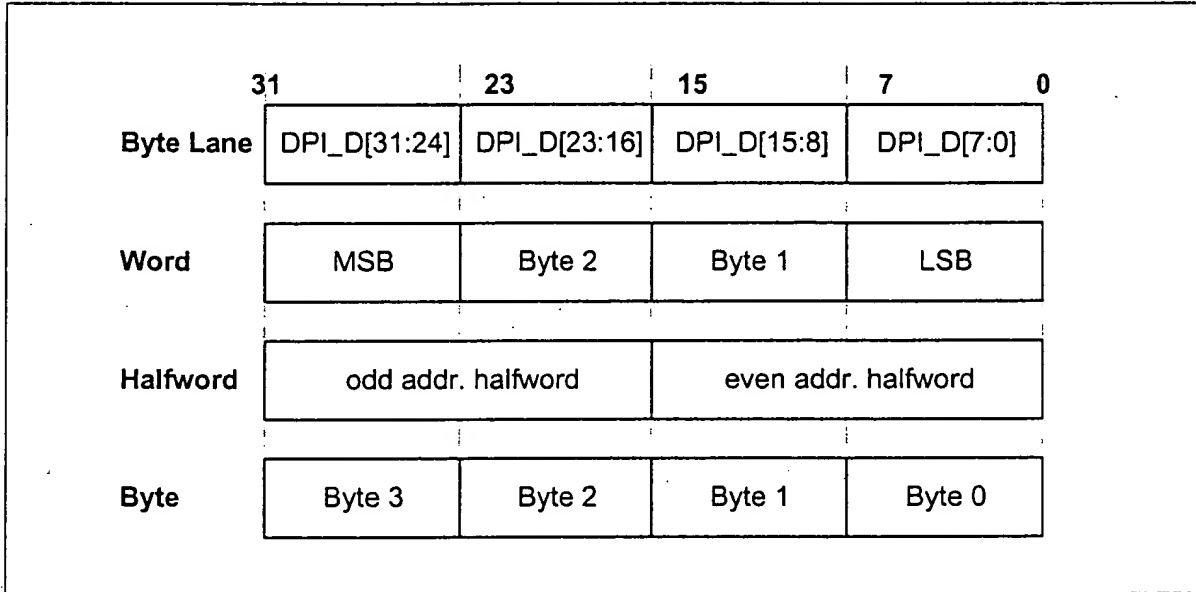 31 23 15 7 0
Byte Lane DPI_D[31:24] DPI_D[23:16] DPI_D[15:8] DPI_D[7:0]
Word MSB Byte 2 Byte 1 LSB
Halfword odd addr. halfword even addr. halfword
Byte Byte 3 Byte 2 Byte 1 Byte 0